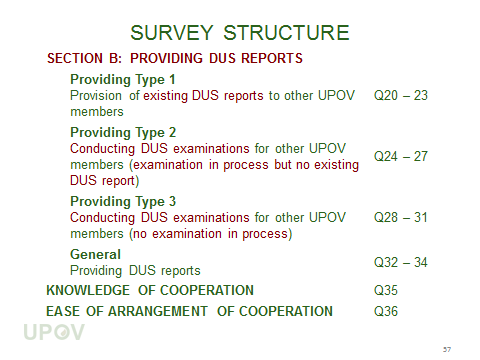 SURVEY STRUCTURE
SECTION B: PROVIDING DUS REPORTS
Providing Type 1
Provision of existing DUS reports to other UPOV
members
Q20 – 23
Providing Type 2
Conducting DUS examinations for other UPOV
members (examination in process but no existing
DUS report)
Q24 – 27
Providing Type 3
Conducting DUS examinations for other UPOV
members (no examination in process)
Q28 – 31
General
Providing DUS reports
Q32 – 34
KNOWLEDGE OF COOPERATION Q35
EASE OF ARRANGEMENT OF COOPERATION Q36
UPOV
57